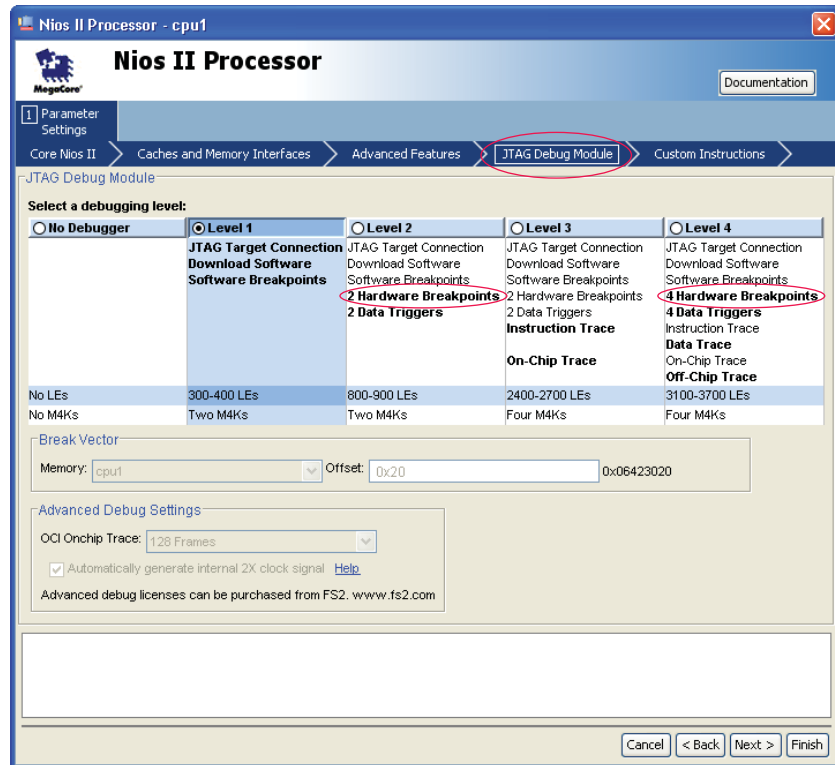 Nios II Processor - cpu1
MegaCore'
Nios II Processor
Documentation
1 Parameter
Settings
Core Nios II
Caches and Memory Interfaces
Advanced Features
JTAG Debug Module
Custom Instructions
JTAG Debug Module
Select a debugging level:
No Debugger
Level 1
Level 2
Level 3
Level 4
JTAG Target Connection
Download Software
Software Breakpoints
JTAG Target Connection
Download Software
Software Breakpoints
2 Hardware Breakpoints
2 Data Triggers
JTAG Target Connection
Download Software
Software Breakpoints
2 Hardware Breakpoints
2 Data Triggers
Instruction Trace
On-Chip Trace
JTAG Target Connection
Download Software
Software Breakpoints
4 Hardware Breakpoints
4 Data Triggers
Instruction Trace
Data Trace
On-Chip Trace
Off-Chip Trace
No LEs
300-400 LEs
800-900 LEs
2400-2700 LEs
3100-3700 LEs
No M4Ks
Two M4Ks
Two M4Ks
Four M4Ks
Four M4Ks
Break Vector
Memory: cpu1
Offset: 0x20
0x06423020
Advanced Debug Settings
OCI Onchip Trace: 128 Frames
Automatically generate internal 2X clock signal Help
Advanced debug licenses can be purchased from FS2. www.fs2.com
Cancel
< Back
Next >
Finish